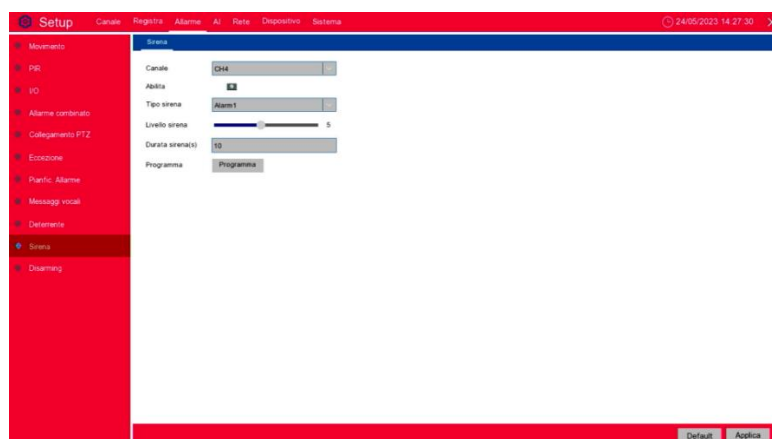 Setup Canale Registra Allarme AI Rete Dispositivo Sistema 24/05/2023 14:27:30
Movimento
PIR
I/O
Allarme combinato
Collegamento PTZ
Eccezione
Pianific. Allarme
Messaggi vocali
Deterrente
Sirena
Disarming
Sirena
Canale CH4
Abilita
Tipo sirena Alarm1
Livello sirena 5
Durata sirena(s) 10
Programma Programma
Default Applica